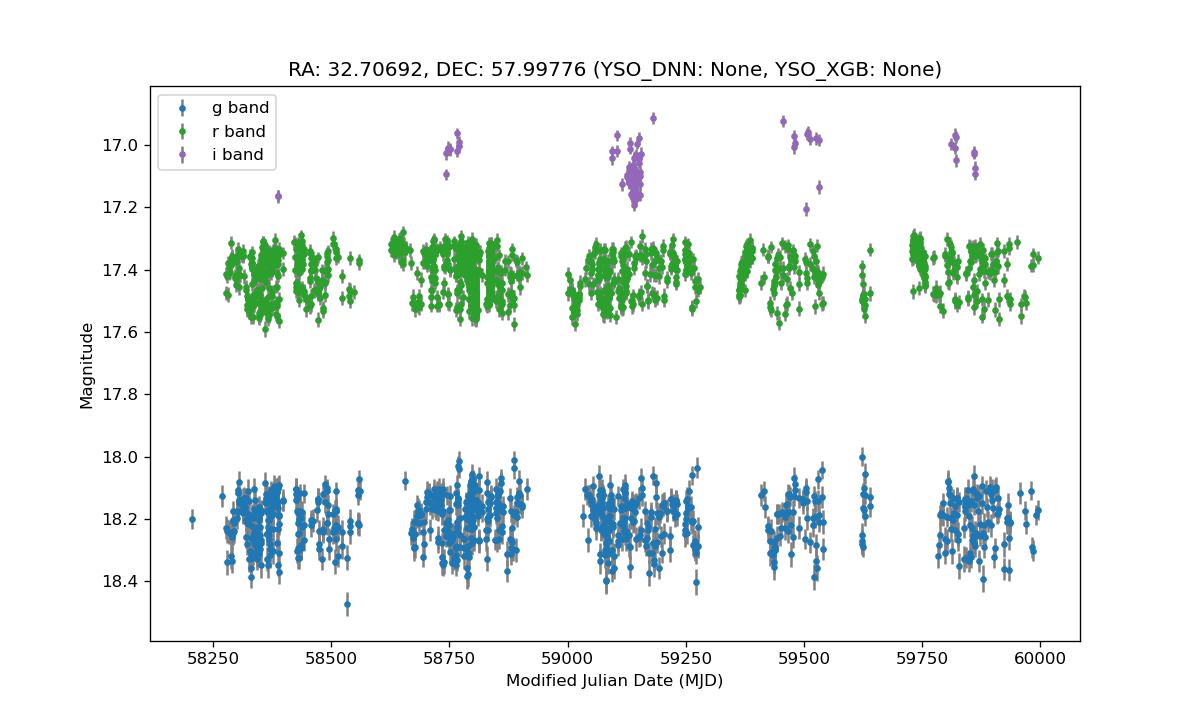 RA: 32.70692, DEC: 57.99776 (YSO_DNN: None, YSO_XGB: None)
g band
r band
i band
Magnitude
17.0
17.2
17.4
17.6
17.8
18.0
18.2
18.4
58250
58500
58750
59000
59250
59500
59750
60000
Modified Julian Date (MJD)